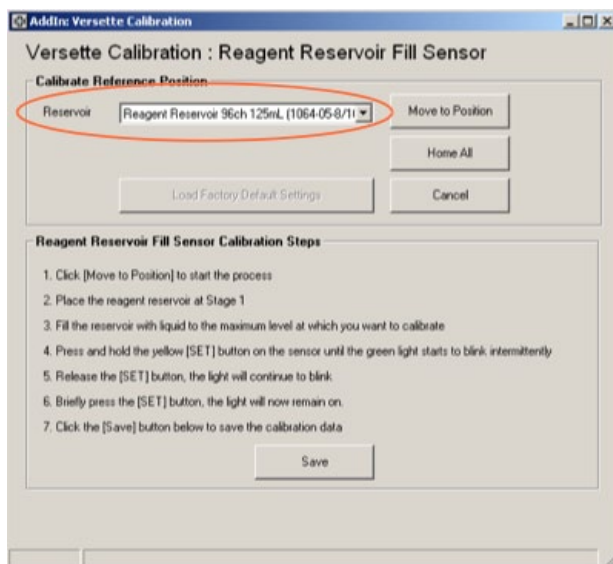 AddIn: Versette Calibration
Versette Calibration : Reagent Reservoir Fill Sensor
Calibrate Reference Position
Reservoir
Reagent Reservoir 96ch 125mL (1064-05-8/1(
Move to Position
Home All
Load Factory Default Settings
Cancel
Reagent Reservoir Fill Sensor Calibration Steps
1. Click [Move to Position] to start the process
2. Place the reagent reservoir at Stage 1
3. Fill the reservoir with liquid to the maximum level at which you want to calibrate
4. Press and hold the yellow [SET] button on the sensor until the green light starts to blink intermittently
5. Release the [SET] button, the light will continue to blink
6. Briefly press the [SET] button, the light will now remain on.
7. Click the [Save] button below to save the calibration data
Save